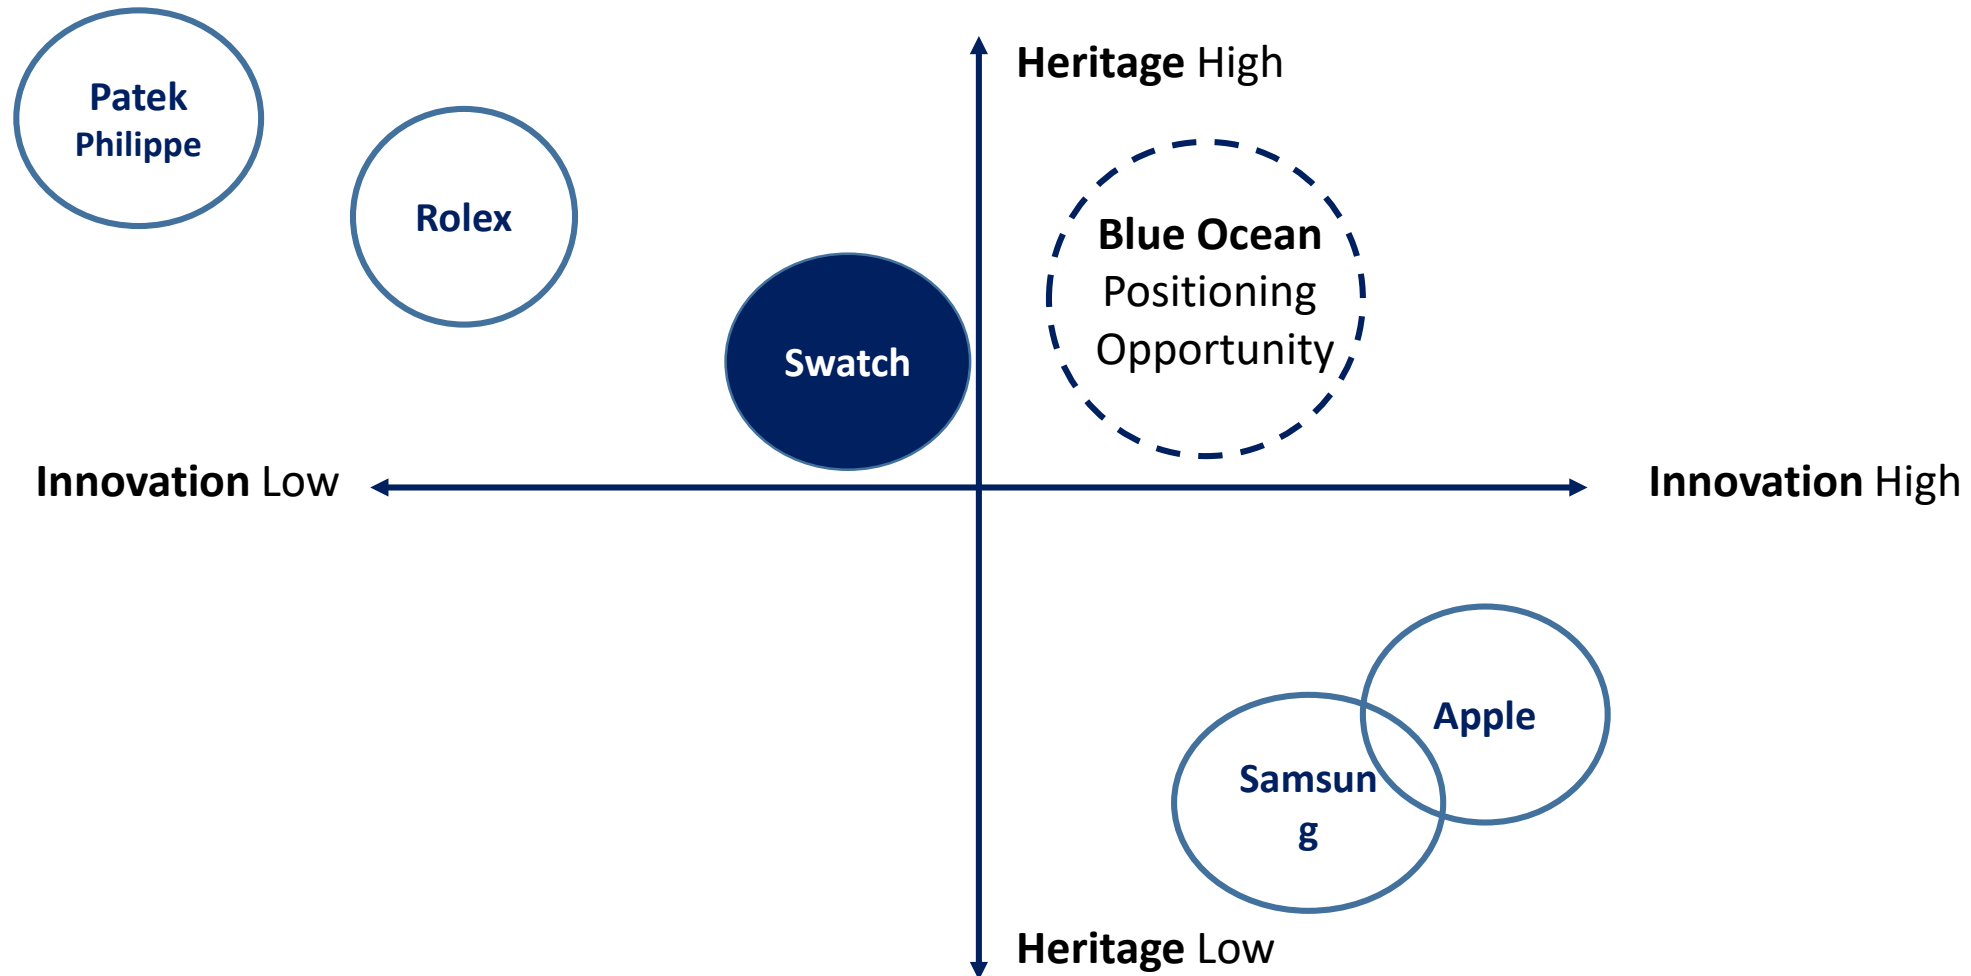 Heritage High
Patek
Philippe
Rolex
Blue Ocean
Positioning
Opportunity
Swatch
Innovation Low
Innovation High
Apple
Samsun
g
Heritage Low